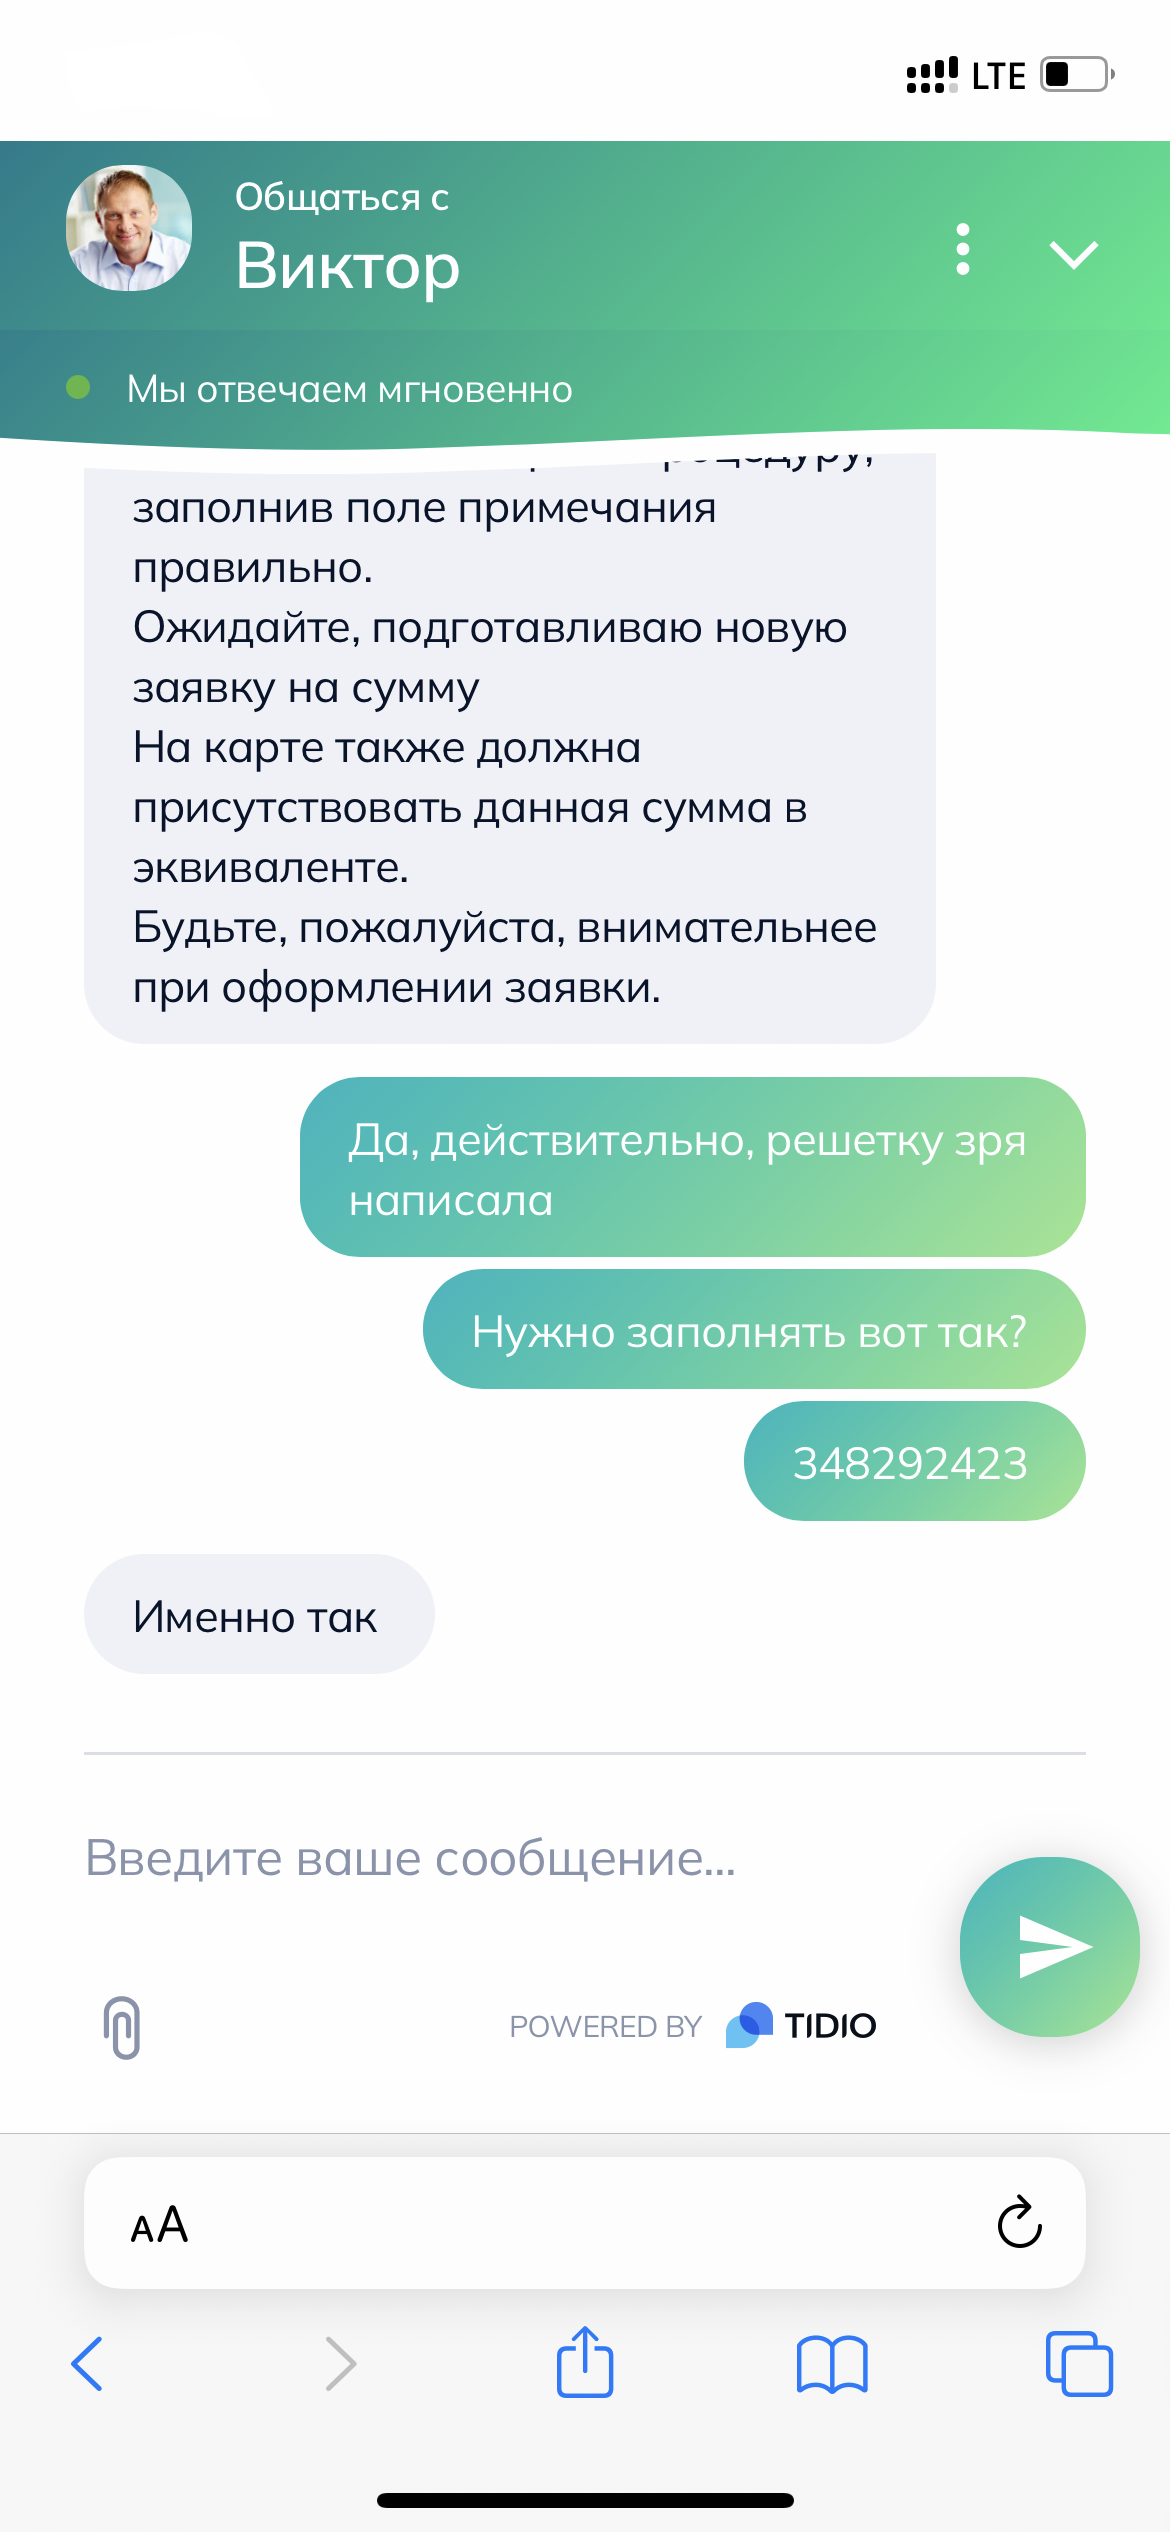 LTE
Общаться с
Виктор
Мы отвечаем мгновенно
процедуру,
заполнив поле примечания
правильно.
Ожидайте, подготавливаю новую
заявку на сумму
На карте также должна
присутствовать данная сумма в
эквиваленте.
Будьте, пожалуйста, внимательнее
при оформлении заявки.
Да, действительно, решетку зря
написала
Нужно заполнять вот так?
348292423
Именно так
Введите ваше сообщение...
POWERED BY TIDIO
AA